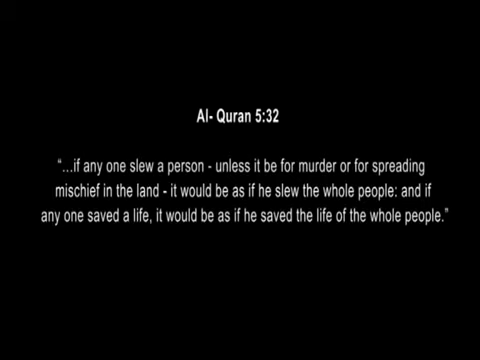 Al- Quran 5:32
“...if any one slew a person - unless it be for murder or for spreading
mischief in the land - it would be as if he slew the whole people: and if
any one saved a life, it would be as if he saved the life of the whole people.”